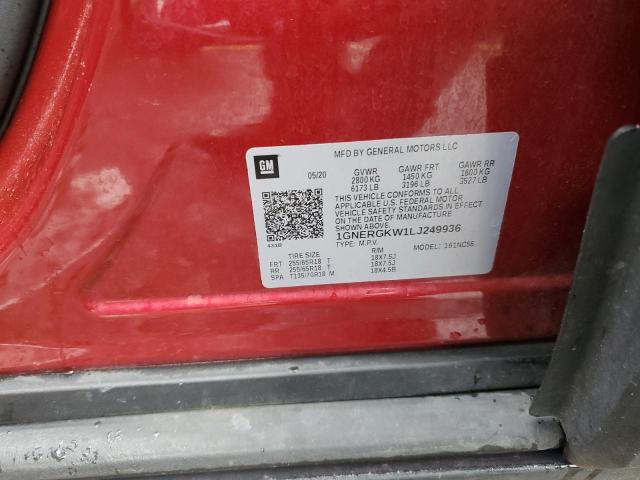 GM
MFD BY GENERAL MOTORS LLC
05/20 GVWR GAWR FRT GAWR RR
2800 KG 1450 KG 1600 KG
6173 LB 3196 LB 3527 LB
THIS VEHICLE CONFORMS TO ALL
APPLICABLE U.S. FEDERAL MOTOR
VEHICLE SAFETY STANDARDS IN EFFECT
ON THE DATE OF MANUFACTURE
SHOWN ABOVE.
1GNERGKW1LJ249936
TYPE: M.P.V. MODEL: 1G1NC56
TIRE SIZE RIM
FRT 255/65R18 T 18X7.5J
RR 255/65R18 T 18X7.5J
SPA T135/70R18 M 18X4.5B